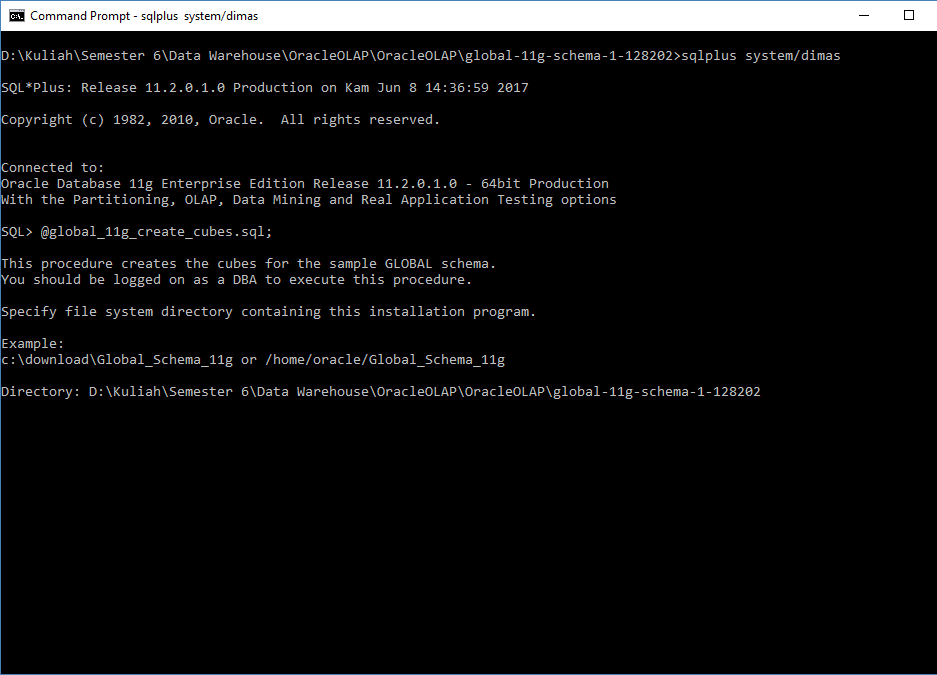 Command Prompt - sqlplus system/dimas
D:\Kuliah\Semester 6\Data Warehouse\OracleOLAP\OracleOLAP\global-11g-schema-1-128202>sqlplus system/dimas
SQL*Plus: Release 11.2.0.1.0 Production on Kam Jun 8 14:36:59 2017
Copyright (c) 1982, 2010, Oracle.  All rights reserved.
Connected to:
Oracle Database 11g Enterprise Edition Release 11.2.0.1.0 - 64bit Production
With the Partitioning, OLAP, Data Mining and Real Application Testing options
SQL> @global_11g_create_cubes.sql;
This procedure creates the cubes for the sample GLOBAL schema.
You should be logged on as a DBA to execute this procedure.
Specify file system directory containing this installation program.
Example:
c:\download\Global_Schema_11g or /home/oracle/Global_Schema_11g
Directory: D:\Kuliah\Semester 6\Data Warehouse\OracleOLAP\OracleOLAP\global-11g-schema-1-128202